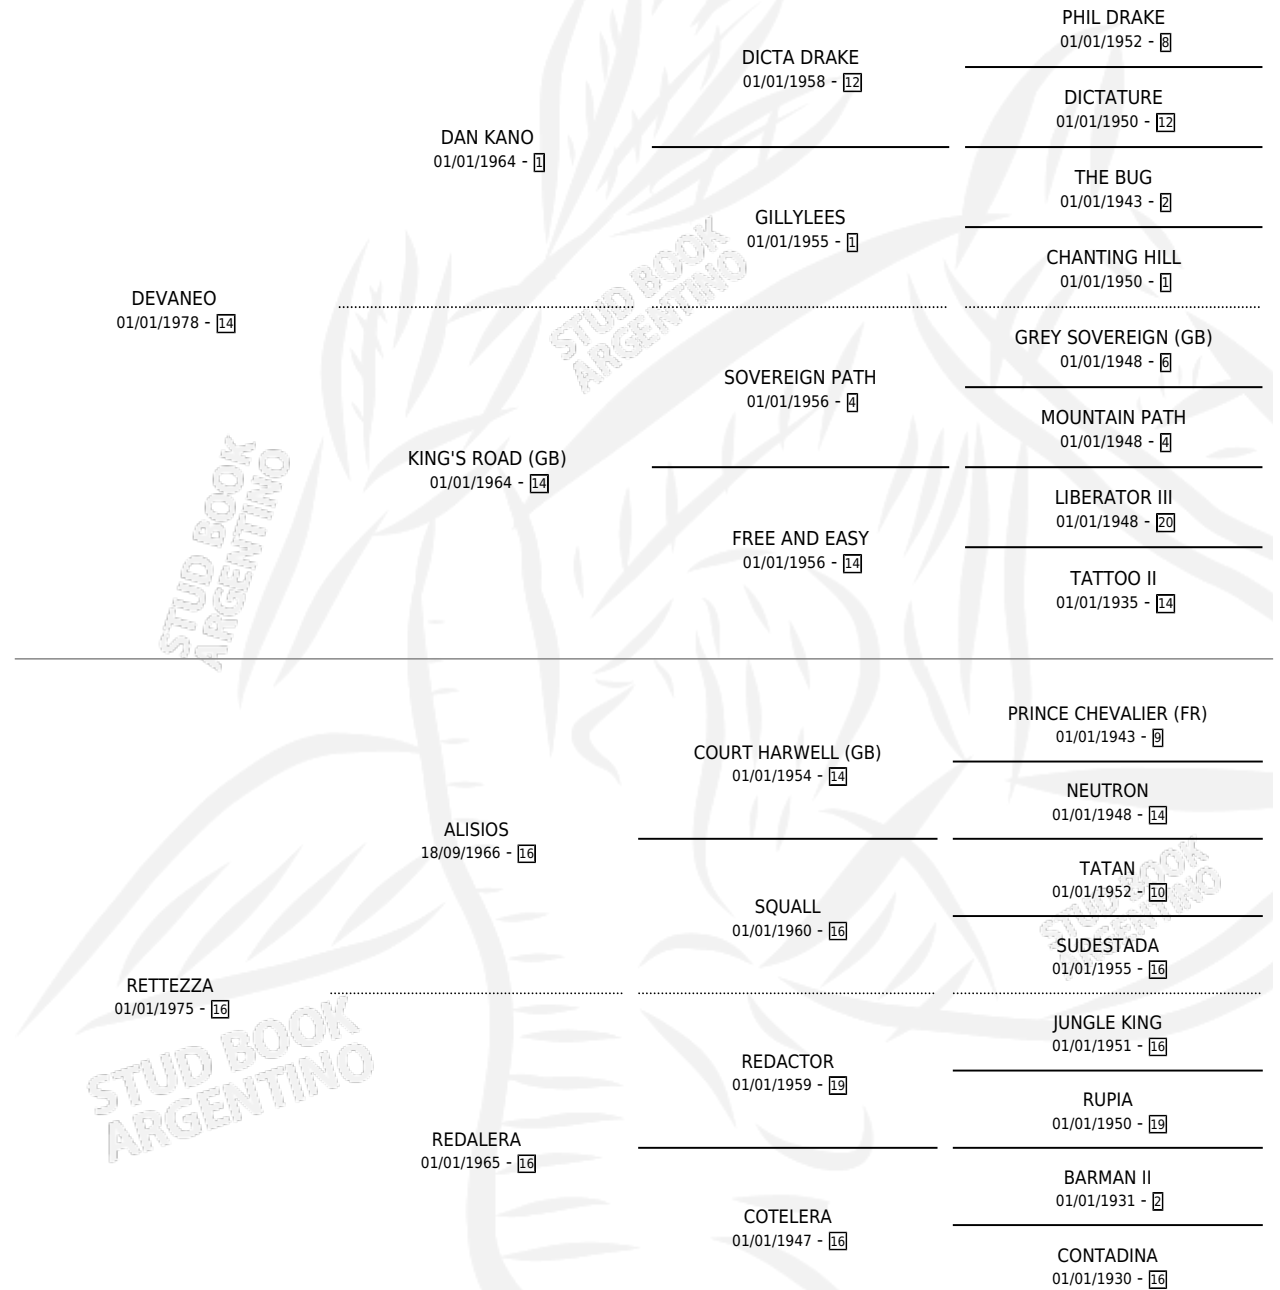 PHIL DRAKE
01/01/1952 - 8
DICTA DRAKE
01/01/1958 - 12
DICTATURE
01/01/1950 - 12
DAN KANO
01/01/1964 - 1
THE BUG
01/01/1943 - 2
GILLYLEES
01/01/1955 - 1
CHANTING HILL
01/01/1950 - 1
DEVANEO
01/01/1978 - 14
GREY SOVEREIGN (GB)
01/01/1948 - 6
SOVEREIGN PATH
01/01/1956 - 4
MOUNTAIN PATH
01/01/1948 - 4
KING'S ROAD (GB)
01/01/1964 - 14
LIBERATOR III
01/01/1948 - 20
FREE AND EASY
01/01/1956 - 14
TATTOO II
01/01/1935 - 14
PRINCE CHEVALIER (FR)
01/01/1943 - 9
COURT HARWELL (GB)
01/01/1954 - 14
NEUTRON
01/01/1948 - 14
ALISIOS
18/09/1966 - 16
TATAN
01/01/1952 - 10
SQUALL
01/01/1960 - 16
SUDESTADA
01/01/1955 - 16
RETTEZZA
01/01/1975 - 16
JUNGLE KING
01/01/1951 - 16
REDACTOR
01/01/1959 - 19
RUPIA
01/01/1950 - 19
REDALERA
01/01/1965 - 16
BARMAN II
01/01/1931 - 2
COTELERA
01/01/1947 - 16
CONTADINA
01/01/1930 - 16
STUD BOOK
ARGENTINO
STUD BOOK
ARGENTINO
STUD BOOK
ARGENTINO
STUD BOOK
ARGENTINO